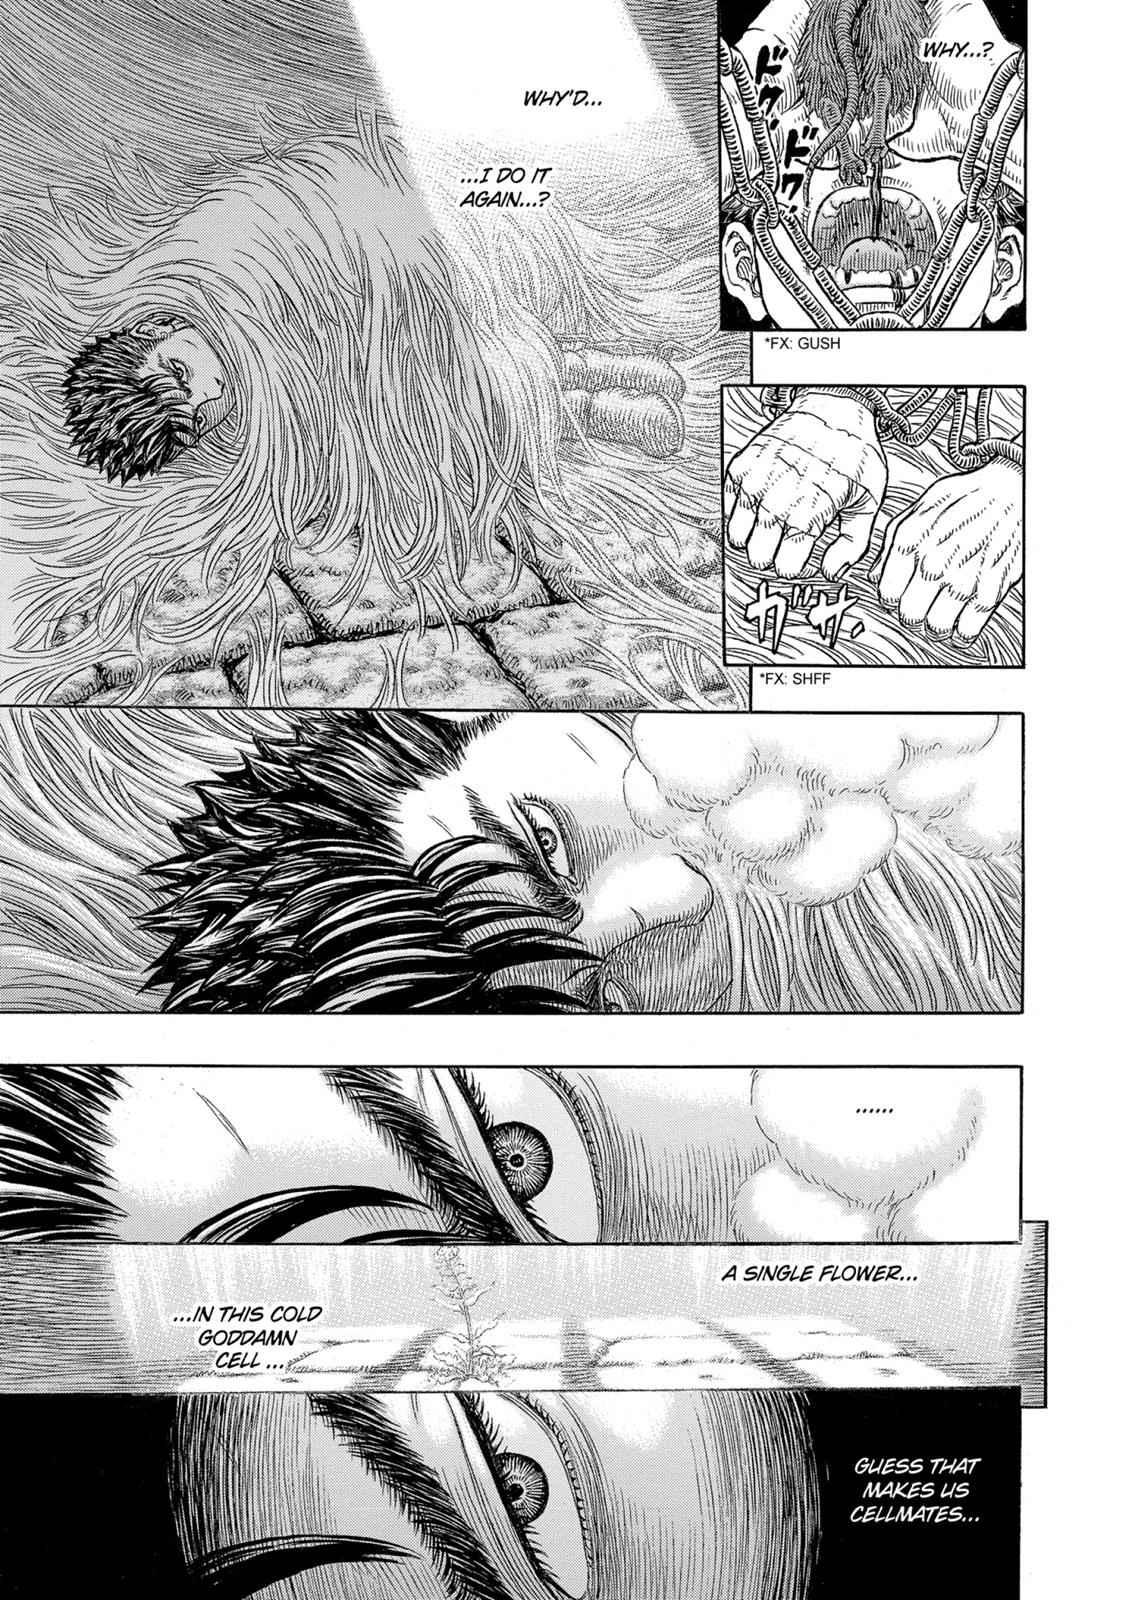 WHY...?
ドク、
ドク、
*FX: GUSH
ガサ、
*FX: SHFF
WHY'D...
...I DO IT
AGAIN...?
......
A SINGLE FLOWER...
...IN THIS COLD
GODDAMN
CELL ...
GUESS THAT
MAKES US
CELLMATES...